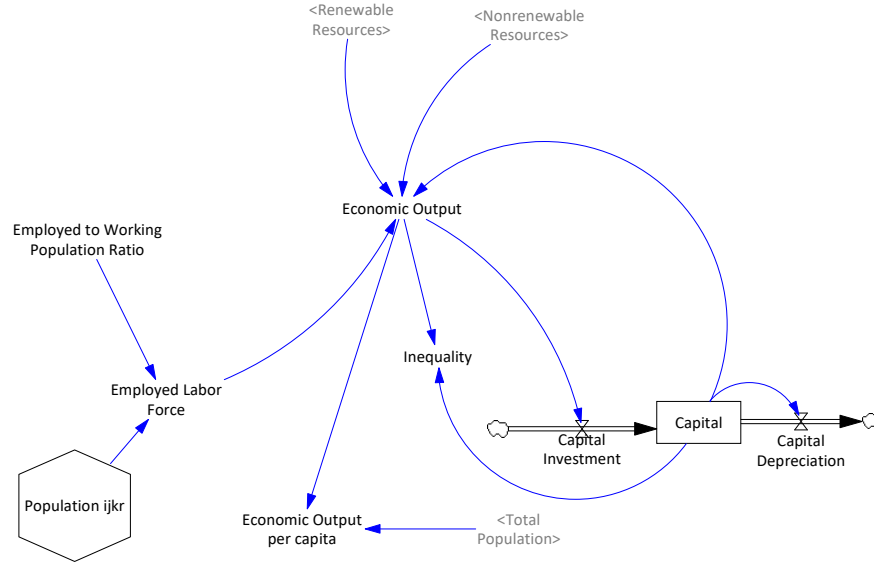 <Renewable
Resources>
<Nonrenewable
Resources>
Economic Output
Employed to Working
Population Ratio
Inequality
Employed Labor
Force
Capital
Capital
Investment
Capital
Depreciation
Population ijkr
Economic Output
per capita
<Total
Population>